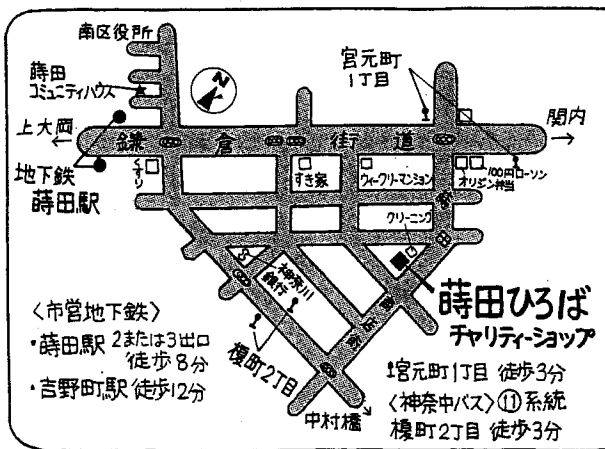 南区役所
蒔田
コミュニティハウス
N
宮元町
1丁目
上大岡
鎌倉街道
関内
地下鉄
蒔田駅
くすり
すき家
ウィークリーマンション
オリジン弁当
100円ローソン
クリーニング
神奈川
銀行
蒔田
商店街
蒔田ひろば
チャリティーショップ
〈市営地下鉄〉
・蒔田駅 2または3出口
徒歩8分
・吉野町駅 徒歩12分
榎町2丁目
中村橋
宮元町1丁目 徒歩3分
〈神奈中バス〉⑪系統
榎町2丁目 徒歩3分